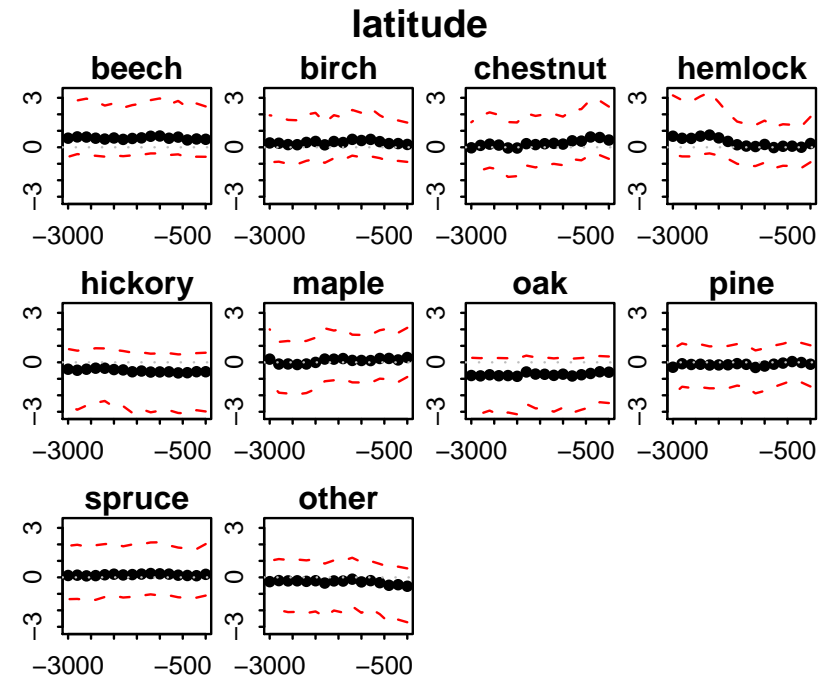 latitude
beech birch chestnut hemlock
3 3 3 3
0 0 0 0
−3 −3 −3 −3
−3000 −500 −3000 −500 −3000 −500 −3000 −500
hickory maple oak pine
3 3 3 3
0 0 0 0
−3 −3 −3 −3
−3000 −500 −3000 −500 −3000 −500 −3000 −500
spruce other
3 3
0 0
−3 −3
−3000 −500 −3000 −500